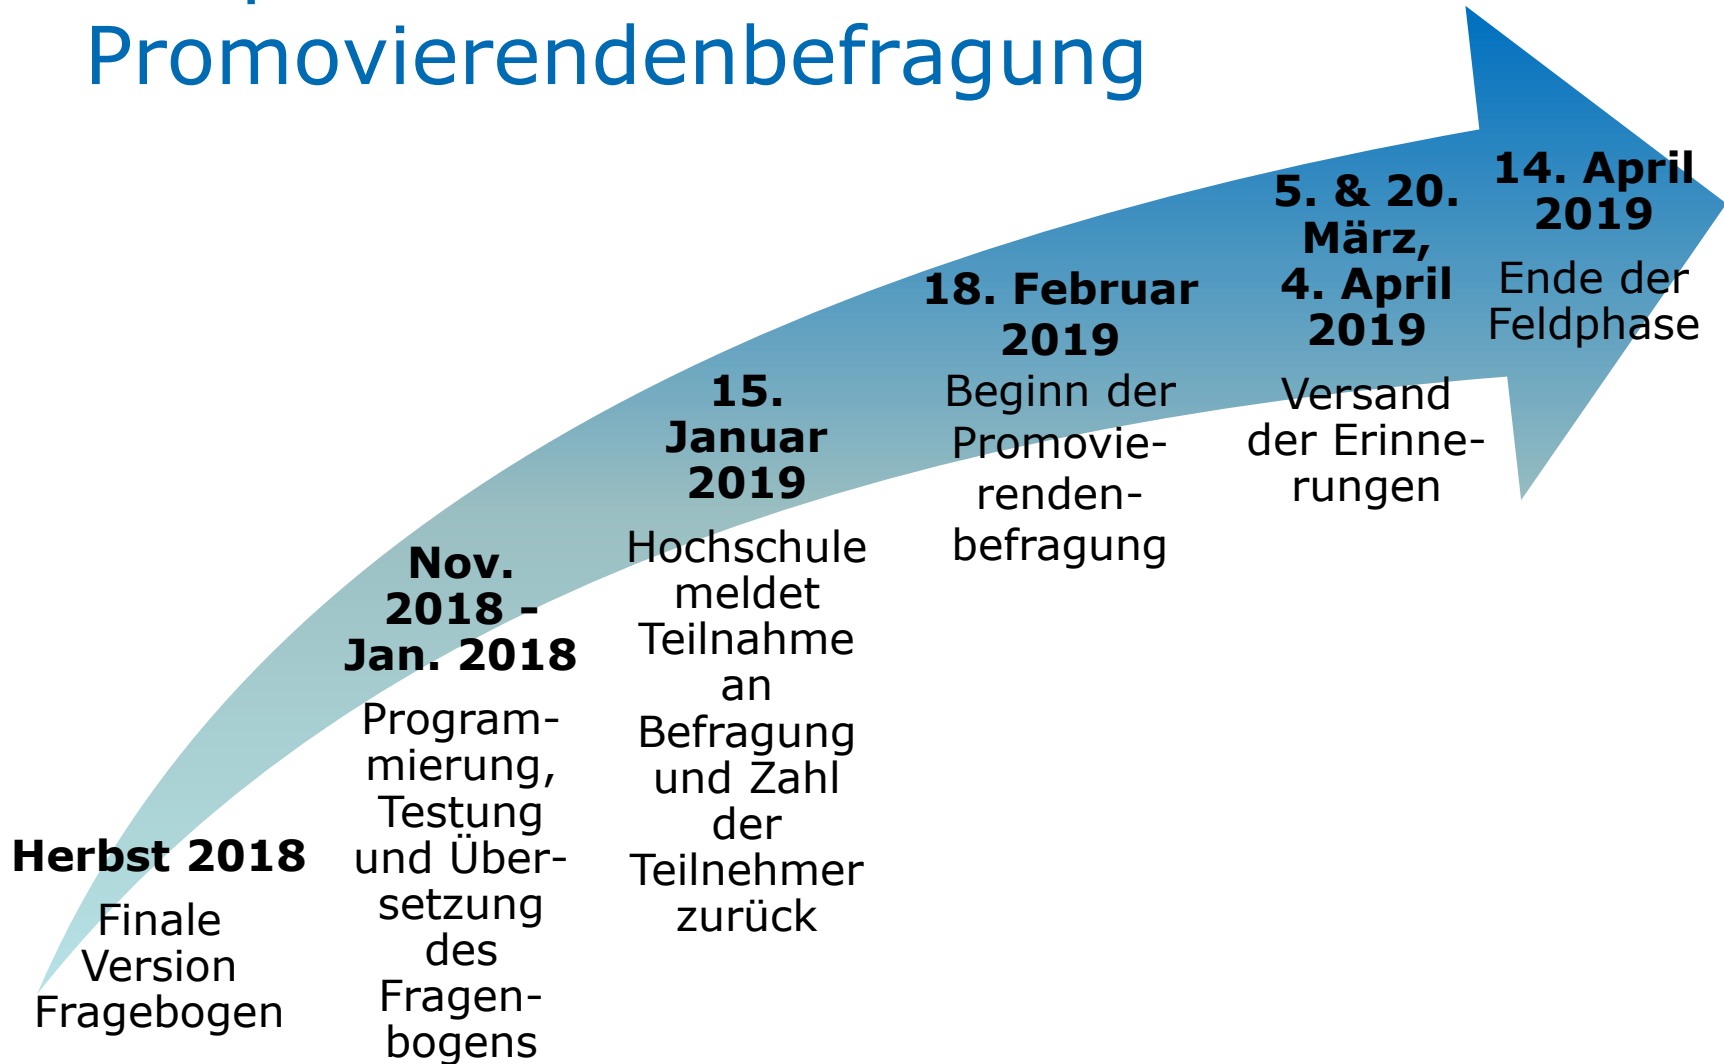 Promovierendenbefragung
Herbst 2018
Finale
Version
Fragebogen
Nov.
2018 -
Jan. 2018
Program-
mierung,
Testung
und Über-
setzung
des
Fragen-
bogens
15.
Januar
2019
Hochschule
meldet
Teilnahme
an
Befragung
und Zahl
der
Teilnehmer
zurück
18. Februar
2019
Beginn der
Promovie-
renden-
befragung
5. & 20.
März,
4. April
2019
Versand
der Erinne-
rungen
14. April
2019
Ende der
Feldphase